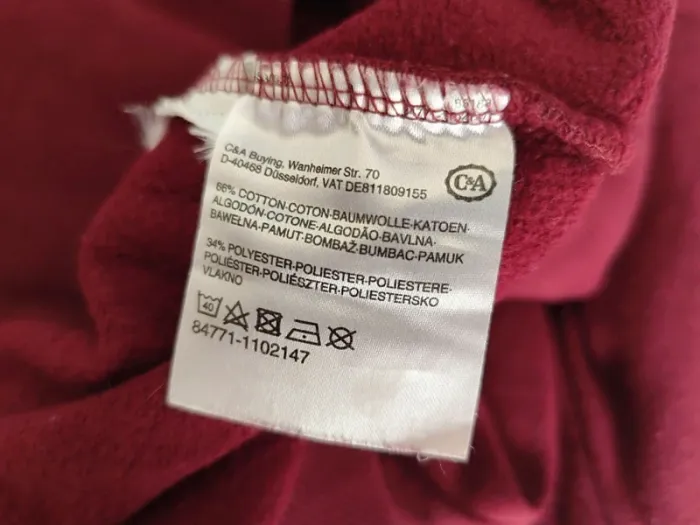 C&A Buying, Wanheimer Str. 70
D-40468 Düsseldorf, VAT DE811809155
C&A
66% COTTON-COTON-BAUMWOLLE-KATOEN-
ALGODÓN-COTONE-ALGODÃO-BAVLNA-
BAWEŁNA-PAMUT-BOMBAŽ-BUMBAC-PAMUK
34% POLYESTER-POLIESTER-POLIESTERE-
POLIÉSTER-POLIÉSZTER-POLIESTERSKO
VLAKNO
40
84771-1102147